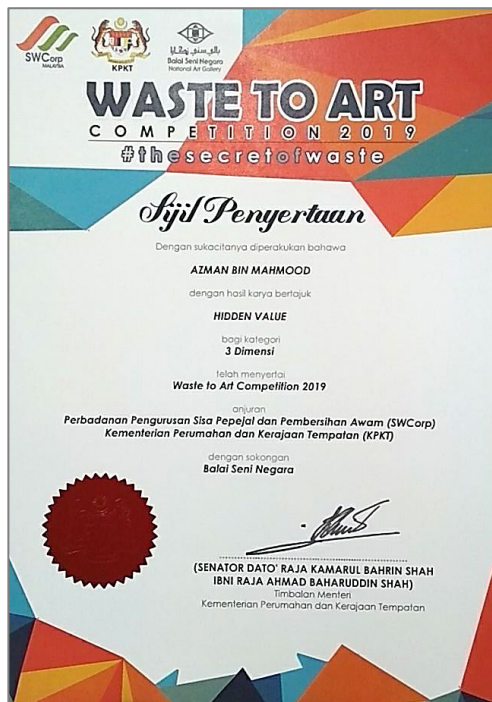 SWCorp
MALAYSIA
KPKT
بالاي سني نݢارا
Balai Seni Negara
National Art Gallery
WASTE TO ART
COMPETITION 2019
#thesecretofwaste
Sijil Penyertaan
Dengan sukacitanya diperakukan bahawa
AZMAN BIN MAHMOOD
dengan hasil karya bertajuk
HIDDEN VALUE
bagi kategori
3 Dimensi
telah menyertai
Waste to Art Competition 2019
anjuran
Perbadanan Pengurusan Sisa Pepejal dan Pembersihan Awam (SWCorp)
Kementerian Perumahan dan Kerajaan Tempatan (KPKT)
dengan sokongan
Balai Seni Negara
(SENATOR DATO' RAJA KAMARUL BAHRIN SHAH
IBNI RAJA AHMAD BAHARUDDIN SHAH)
Timbalan Menteri
Kementerian Perumahan dan Kerajaan Tempatan